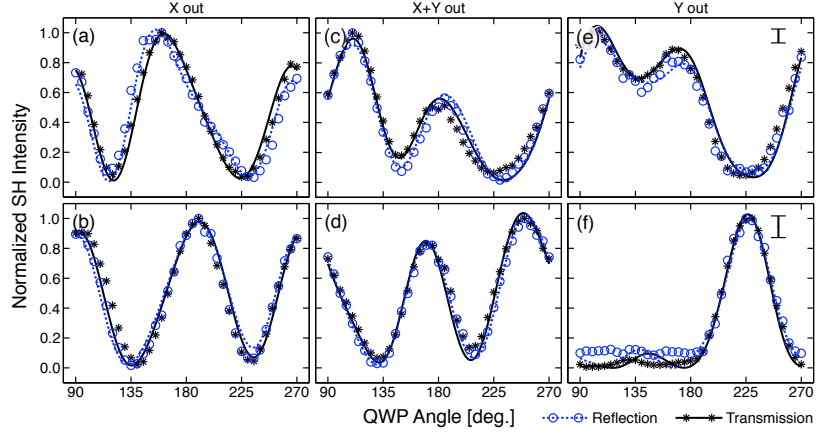 X out X+Y out Y out
(a) (c) (e)
1.0
0.8
0.6
0.4
0.2
0.0
(b) (d) (f)
1.0
0.8
0.6
0.4
0.2
0.0
Normalized SH Intensity
90 135 180 225 270 90 135 180 225 270 90 135 180 225 270
QWP Angle [deg.]
Reflection Transmission